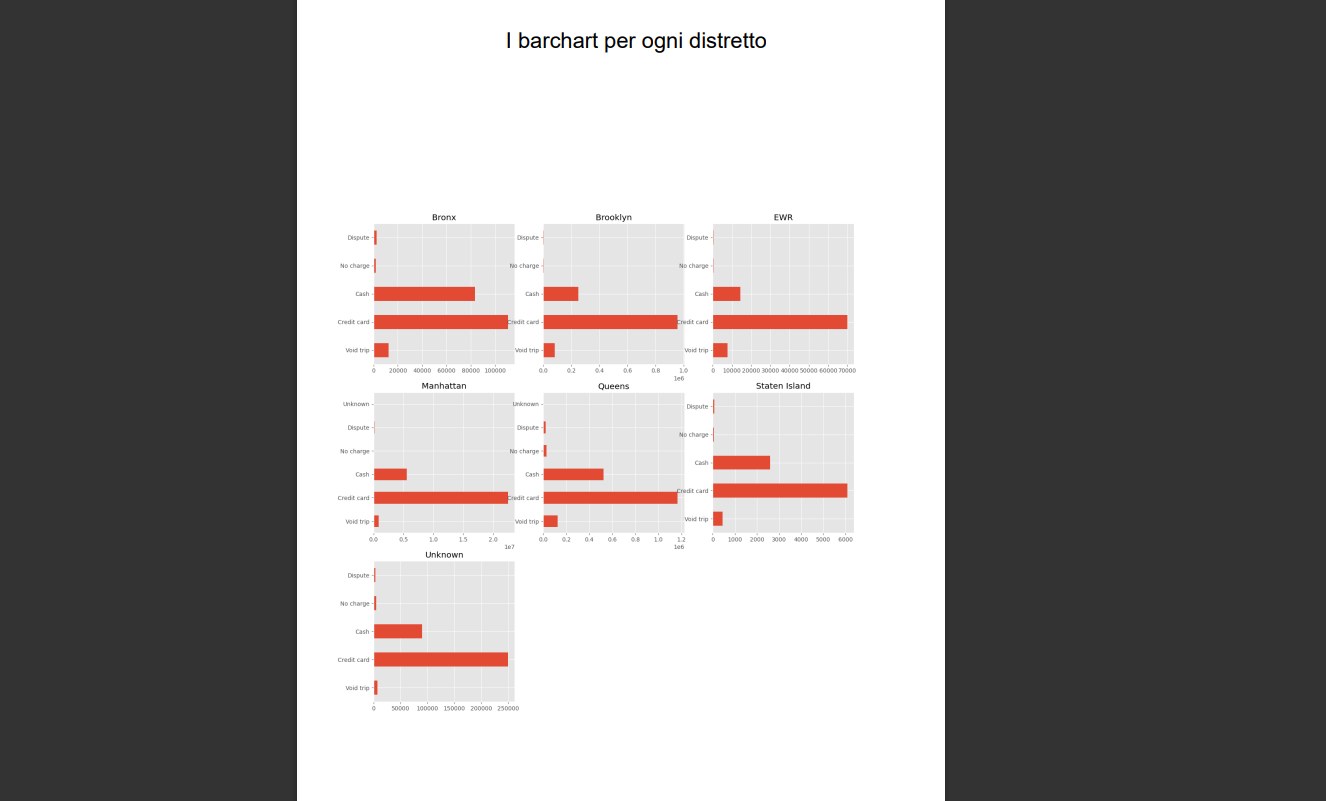 I barchart per ogni distretto
Bronx
Dispute
No charge
Cash
Credit card
Void trip
0 20000 40000 60000 80000 100000
Brooklyn
Dispute
No charge
Cash
Credit card
Void trip
0.0 0.2 0.4 0.6 0.8 1.0
1e6
EWR
Dispute
No charge
Cash
Credit card
Void trip
0 10000 20000 30000 40000 50000 60000 70000
Manhattan
Unknown
Dispute
No charge
Cash
Credit card
Void trip
0.0 0.5 1.0 1.5 2.0
1e7
Queens
Unknown
Dispute
No charge
Cash
Credit card
Void trip
0.0 0.2 0.4 0.6 0.8 1.0 1.2
1e6
Staten Island
Dispute
No charge
Cash
Credit card
Void trip
0 1000 2000 3000 4000 5000 6000
Unknown
Dispute
No charge
Cash
Credit card
Void trip
0 50000 100000 150000 200000 250000